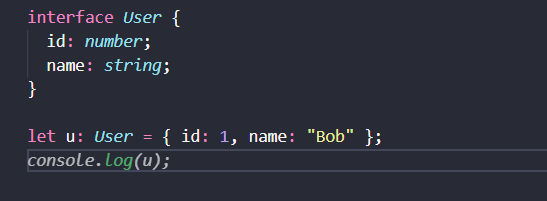 interface User {
  id: number;
  name: string;
}

let u: User = { id: 1, name: "Bob" };
console.log(u);